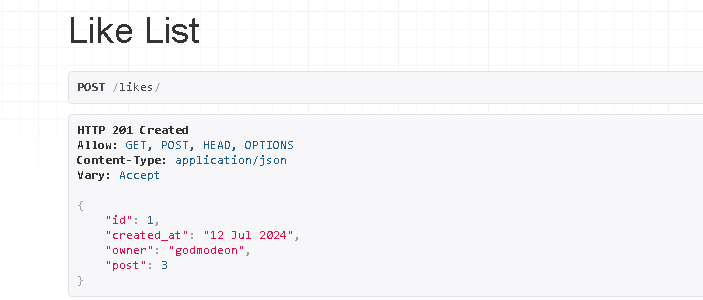 Like List
POST /likes/
HTTP 201 Created
Allow: GET, POST, HEAD, OPTIONS
Content-Type: application/json
Vary: Accept
{
    "id": 1,
    "created_at": "12 Jul 2024",
    "owner": "godmodeon",
    "post": 3
}